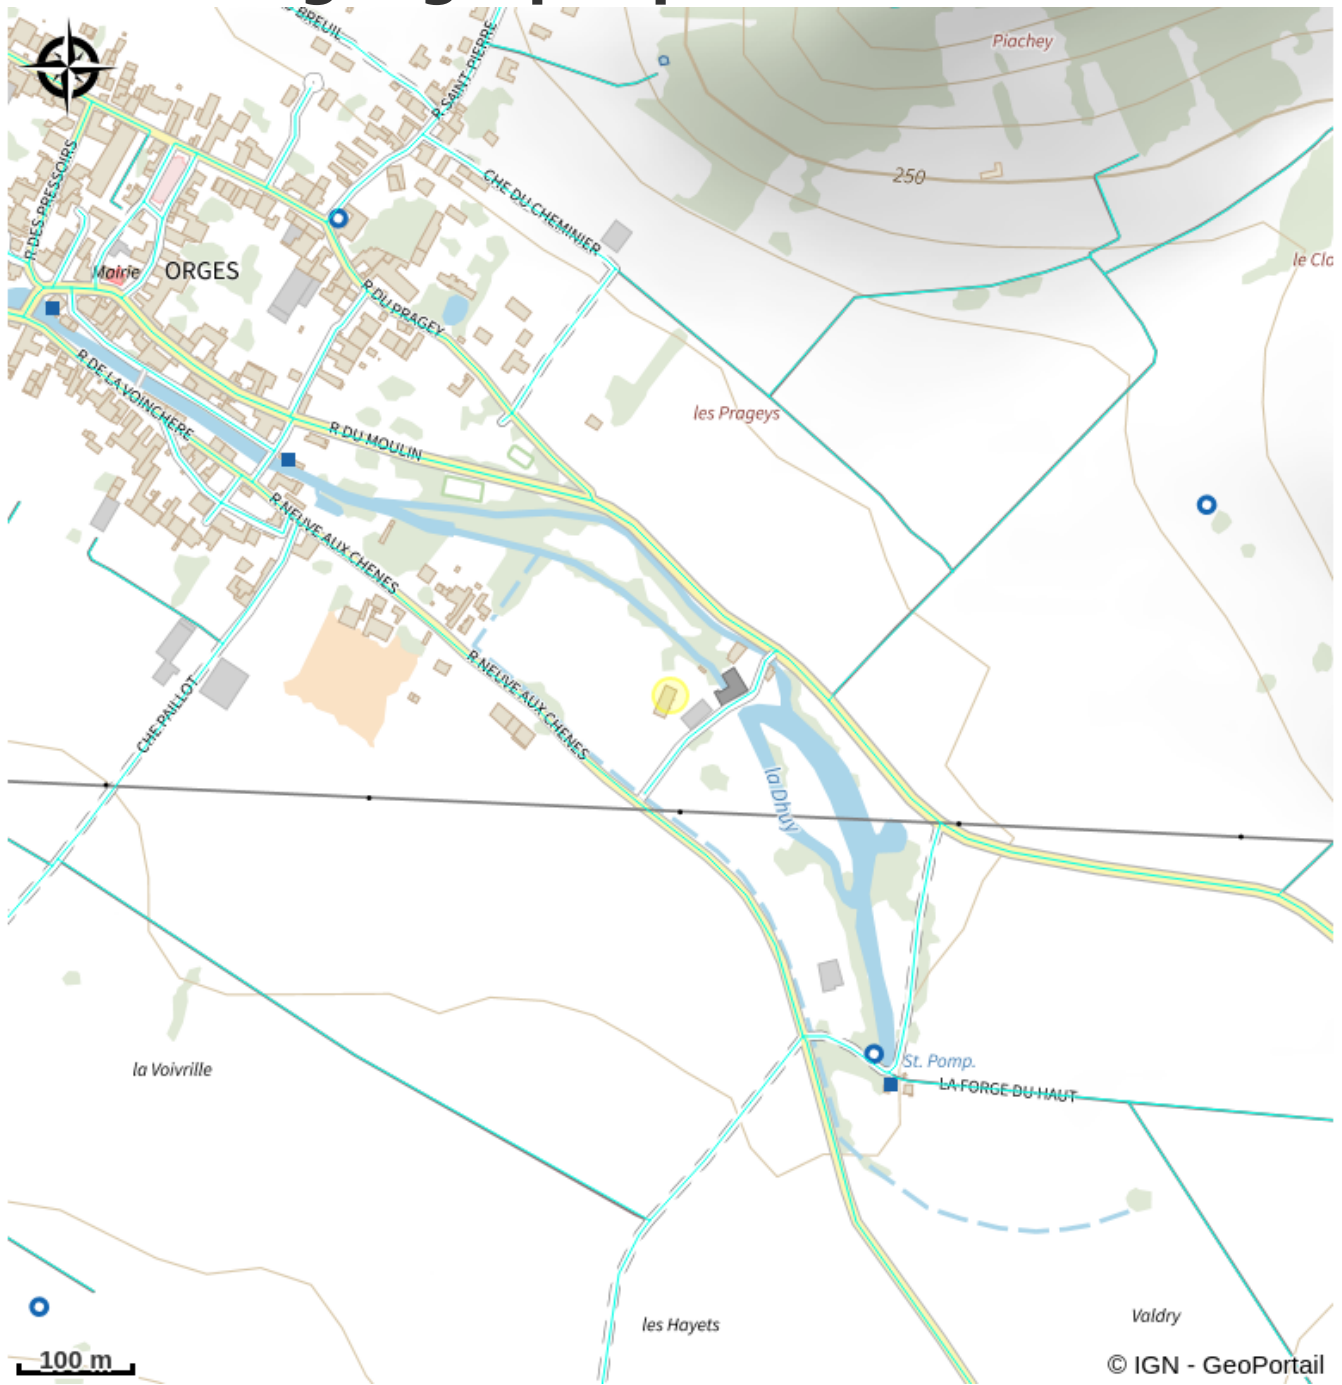 BREUIL
R SAINT-PIERRE
Piachey
R DES PRESSOIRS
CHE DU CHEMINIER
250
le Clo
Mairie
ORGES
R DU PRAGEY
R DE LA VOINCHERE
R DU MOULIN
les Prageys
R NEUVE AUX CHENES
R NEUVE AUX CHENES
CHE PAILLOT
la Dhuy
la Voivrille
St. Pomp.
LA FORGE DU HAUT
les Hayets
Valdry
100 m
© IGN - GeoPortail